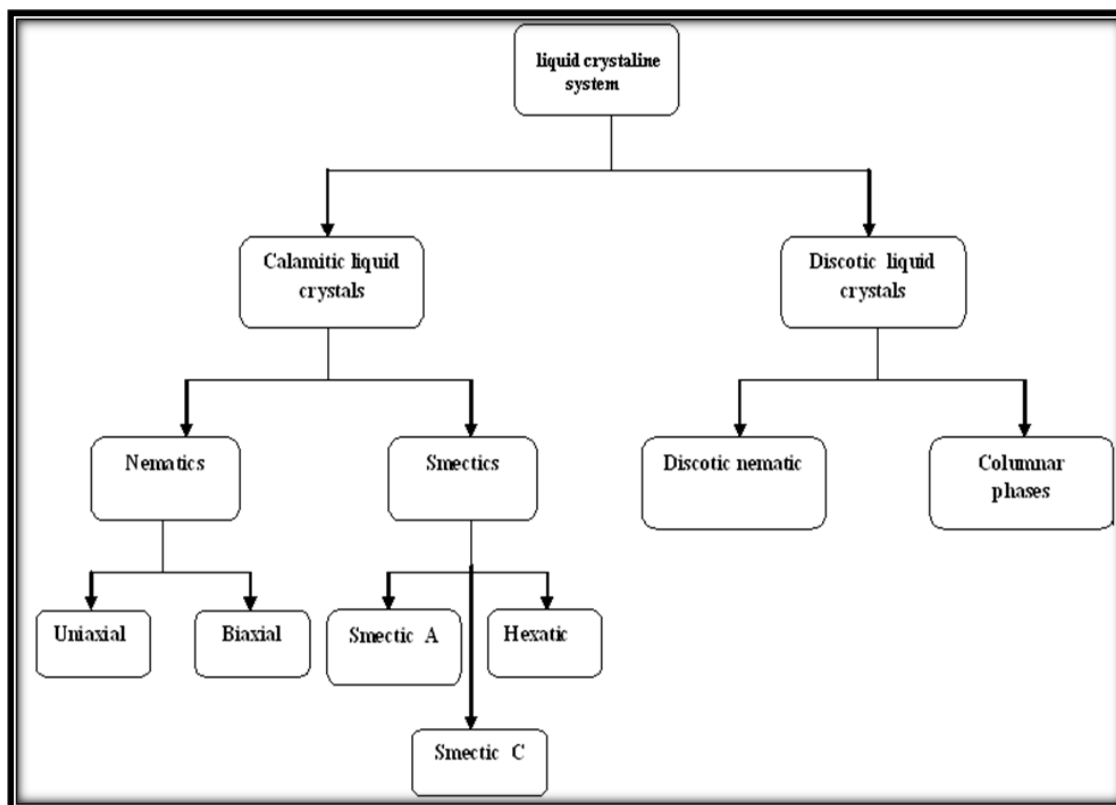 liquid crystaline
system
Calamitic liquid
crystals
Discotic liquid
crystals
Nematics
Smectics
Discotic nematic
Columnar
phases
Uniaxial
Biaxial
Smectic A
Hexatic
Smectic C